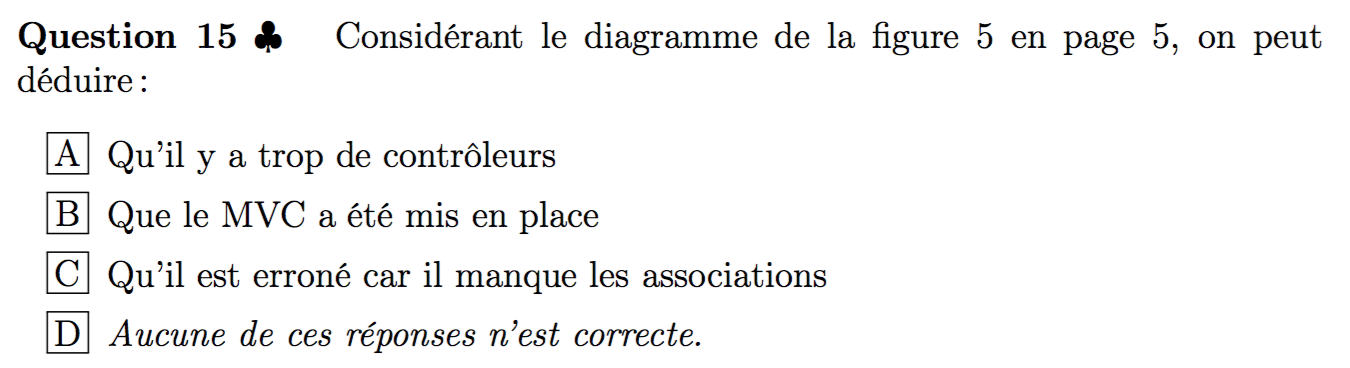 Question 15 ♣ Considérant le diagramme de la figure 5 en page 5, on peut
déduire :
A Qu'il y a trop de contrôleurs
B Que le MVC a été mis en place
C Qu'il est erroné car il manque les associations
D Aucune de ces réponses n'est correcte.